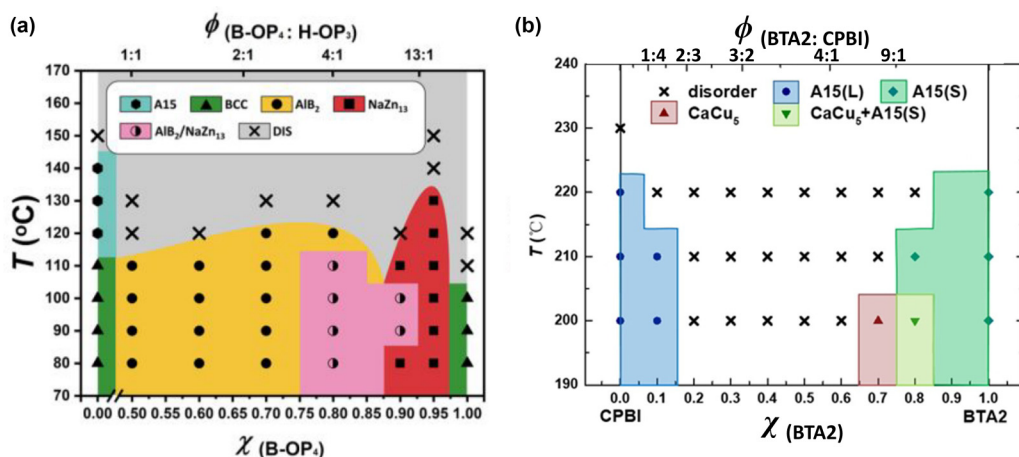 (a)
ϕ (B-OP₄ : H-OP₃)
1:1 2:1 4:1 13:1
170
160
150
140
130
120
110
100
90
80
70
T (°C)
A15 BCC AlB₂ NaZn₁₃
AlB₂/NaZn₁₃ DIS
0.00 0.50 0.55 0.60 0.65 0.70 0.75 0.80 0.85 0.90 0.95 1.00
χ (B-OP₄)
(b)
ϕ (BTA2: CPBI)
1:4 2:3 3:2 4:1 9:1
240
230
220
210
200
190
T (℃)
disorder A15(L) A15(S)
CaCu₅ CaCu₅+A15(S)
0.0 0.1 0.2 0.3 0.4 0.5 0.6 0.7 0.8 0.9 1.0
CPBI BTA2
χ (BTA2)